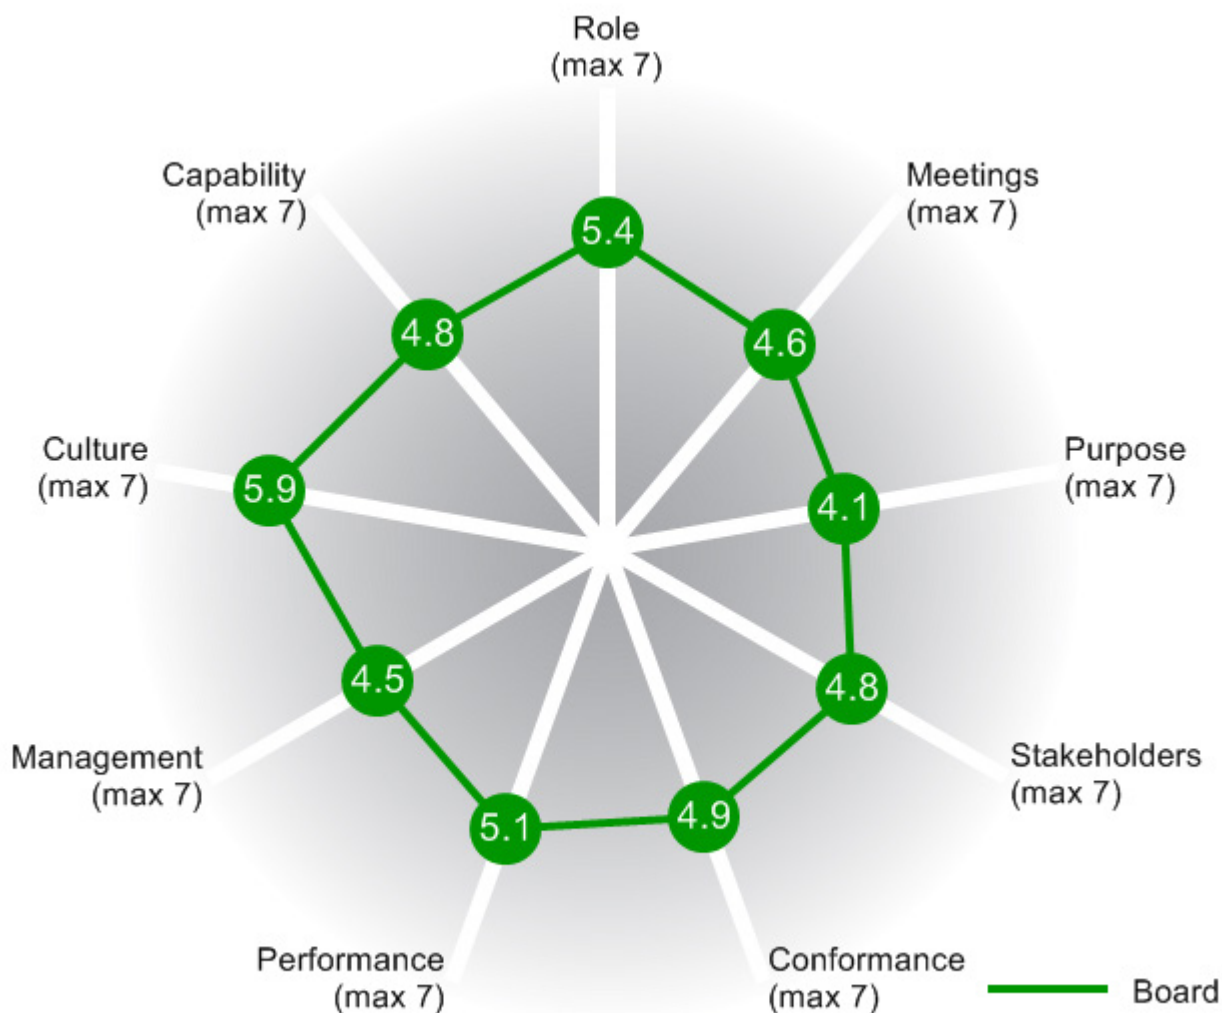 Role
(max 7)
Capability
(max 7)
Meetings
(max 7)
5.4
4.8
4.6
Culture
(max 7)
Purpose
(max 7)
5.9
4.1
4.5
4.8
Management
(max 7)
Stakeholders
(max 7)
5.1
4.9
Performance
(max 7)
Conformance
(max 7)
Board